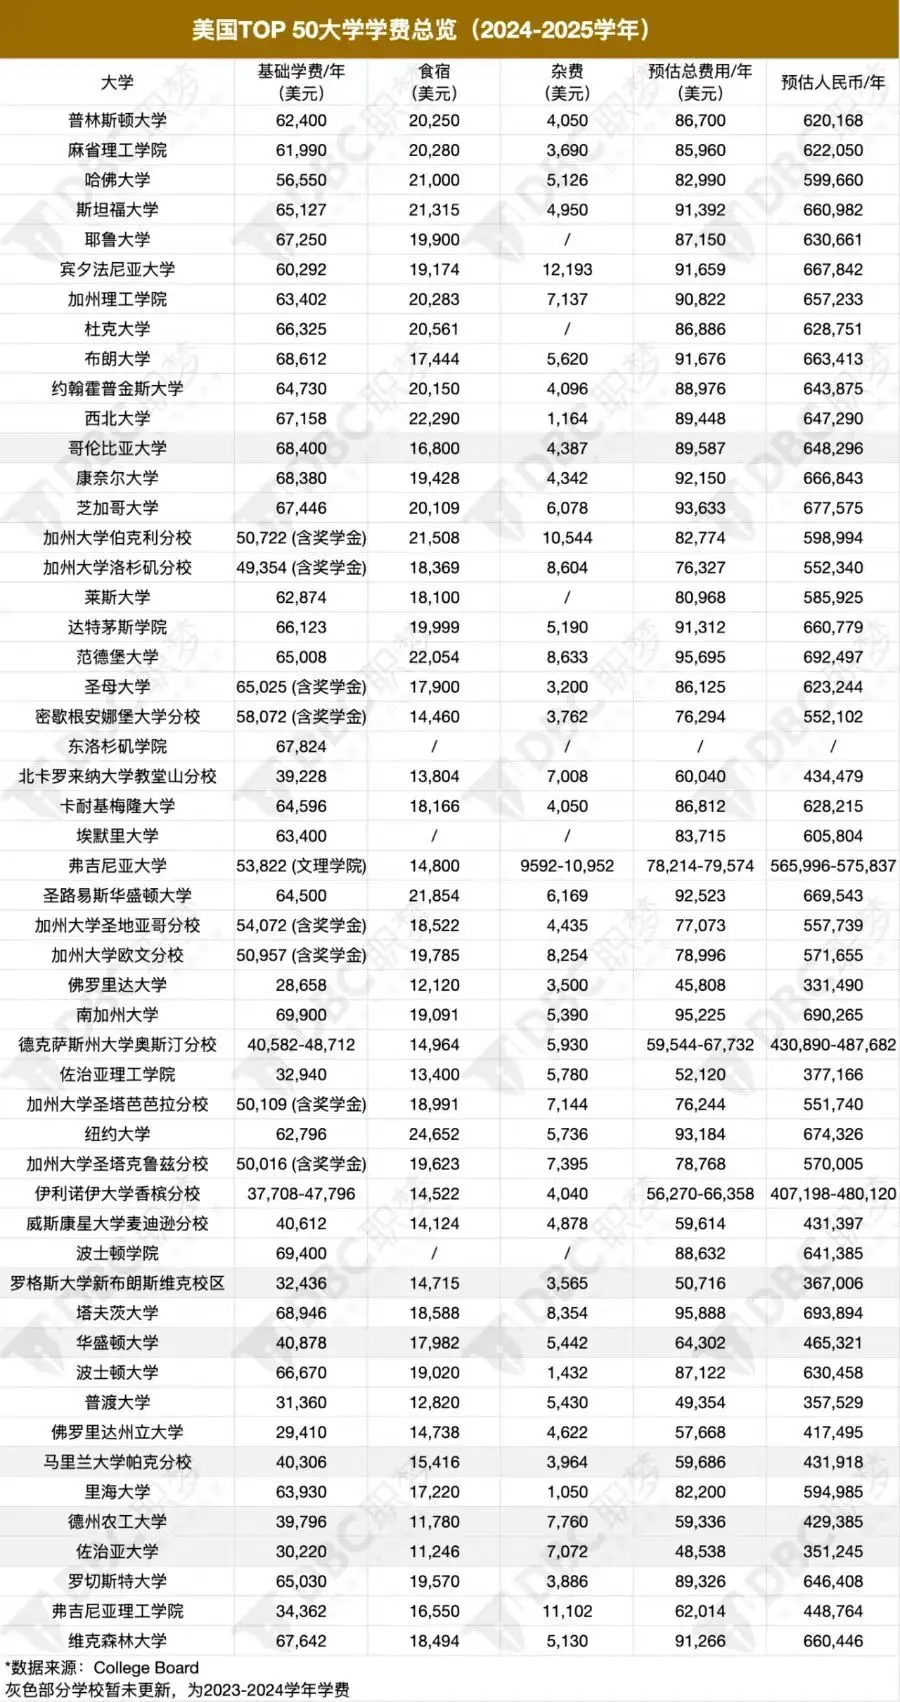 美国TOP 50大学学费总览（2024-2025学年）
大学 基础学费/年（美元） 食宿（美元） 杂费（美元） 预估总费用/年（美元） 预估人民币/年
普林斯顿大学 62,400 20,250 4,050 86,700 620,168
麻省理工学院 61,990 20,280 3,690 85,960 622,050
哈佛大学 56,550 21,000 5,126 82,990 599,660
斯坦福大学 65,127 21,315 4,950 91,392 660,982
耶鲁大学 67,250 19,900 / 87,150 630,661
宾夕法尼亚大学 60,292 19,174 12,193 91,659 667,842
加州理工学院 63,402 20,283 7,137 90,822 657,233
杜克大学 66,325 20,561 / 86,886 628,751
布朗大学 68,612 17,444 5,620 91,676 663,413
约翰霍普金斯大学 64,730 20,150 4,096 88,976 643,875
西北大学 67,158 22,290 1,164 89,448 647,290
哥伦比亚大学 68,400 16,800 4,387 89,587 648,296
康奈尔大学 68,380 19,428 4,342 92,150 666,843
芝加哥大学 67,446 20,109 6,078 93,633 677,575
加州大学伯克利分校 50,722 (含奖学金) 21,508 10,544 82,774 598,994
加州大学洛杉矶分校 49,354 (含奖学金) 18,369 8,604 76,327 552,340
莱斯大学 62,874 18,100 / 80,968 585,925
达特茅斯学院 66,123 19,999 5,190 91,312 660,779
范德堡大学 65,008 22,054 8,633 95,695 692,497
圣母大学 65,025 (含奖学金) 17,900 3,200 86,125 623,244
密歇根安娜堡大学分校 58,072 (含奖学金) 14,460 3,762 76,294 552,102
东洛杉矶学院 67,824 / / / /
北卡罗来纳大学教堂山分校 39,228 13,804 7,008 60,040 434,479
卡耐基梅隆大学 64,596 18,166 4,050 86,812 628,215
埃默里大学 63,400 / / 83,715 605,804
弗吉尼亚大学 53,822 (文理学院) 14,800 9592-10,952 78,214-79,574 565,996-575,837
圣路易斯华盛顿大学 64,500 21,854 6,169 92,523 669,543
加州大学圣地亚哥分校 54,072 (含奖学金) 18,522 4,435 77,073 557,739
加州大学欧文分校 50,957 (含奖学金) 19,785 8,254 78,996 571,655
佛罗里达大学 28,658 12,120 3,500 45,808 331,490
南加州大学 69,900 19,091 5,390 95,225 690,265
德克萨斯州大学奥斯汀分校 40,582-48,712 14,964 5,930 59,544-67,732 430,890-487,682
佐治亚理工学院 32,940 13,400 5,780 52,120 377,166
加州大学圣塔芭芭拉分校 50,109 (含奖学金) 18,991 7,144 76,244 551,740
纽约大学 62,796 24,652 5,736 93,184 674,326
加州大学圣塔克鲁兹分校 50,016 (含奖学金) 19,623 7,395 78,768 570,005
伊利诺伊大学香槟分校 37,708-47,796 14,522 4,040 56,270-66,358 407,198-480,120
威斯康星大学麦迪逊分校 40,612 14,124 4,878 59,614 431,397
波士顿学院 69,400 / / 88,632 641,385
罗格斯大学新布朗斯维克校区 32,436 14,715 3,565 50,716 367,006
塔夫茨大学 68,946 18,588 8,354 95,888 693,894
华盛顿大学 40,878 17,982 5,442 64,302 465,321
波士顿大学 66,670 19,020 1,432 87,122 630,458
普渡大学 31,360 12,820 5,430 49,354 357,529
佛罗里达州立大学 29,410 14,738 4,622 57,668 417,495
马里兰大学帕克分校 40,306 15,416 3,964 59,686 431,918
里海大学 63,930 17,220 1,050 82,200 594,985
德州农工大学 39,796 11,780 7,760 59,336 429,385
佐治亚大学 30,220 11,246 7,072 48,538 351,245
罗切斯特大学 65,030 19,570 3,886 89,326 646,408
弗吉尼亚理工学院 34,362 16,550 11,102 62,014 448,764
维克森林大学 67,642 18,494 5,130 91,266 660,446
*数据来源：College Board
灰色部分学校暂未更新，为2023-2024学年学费
DBC职梦